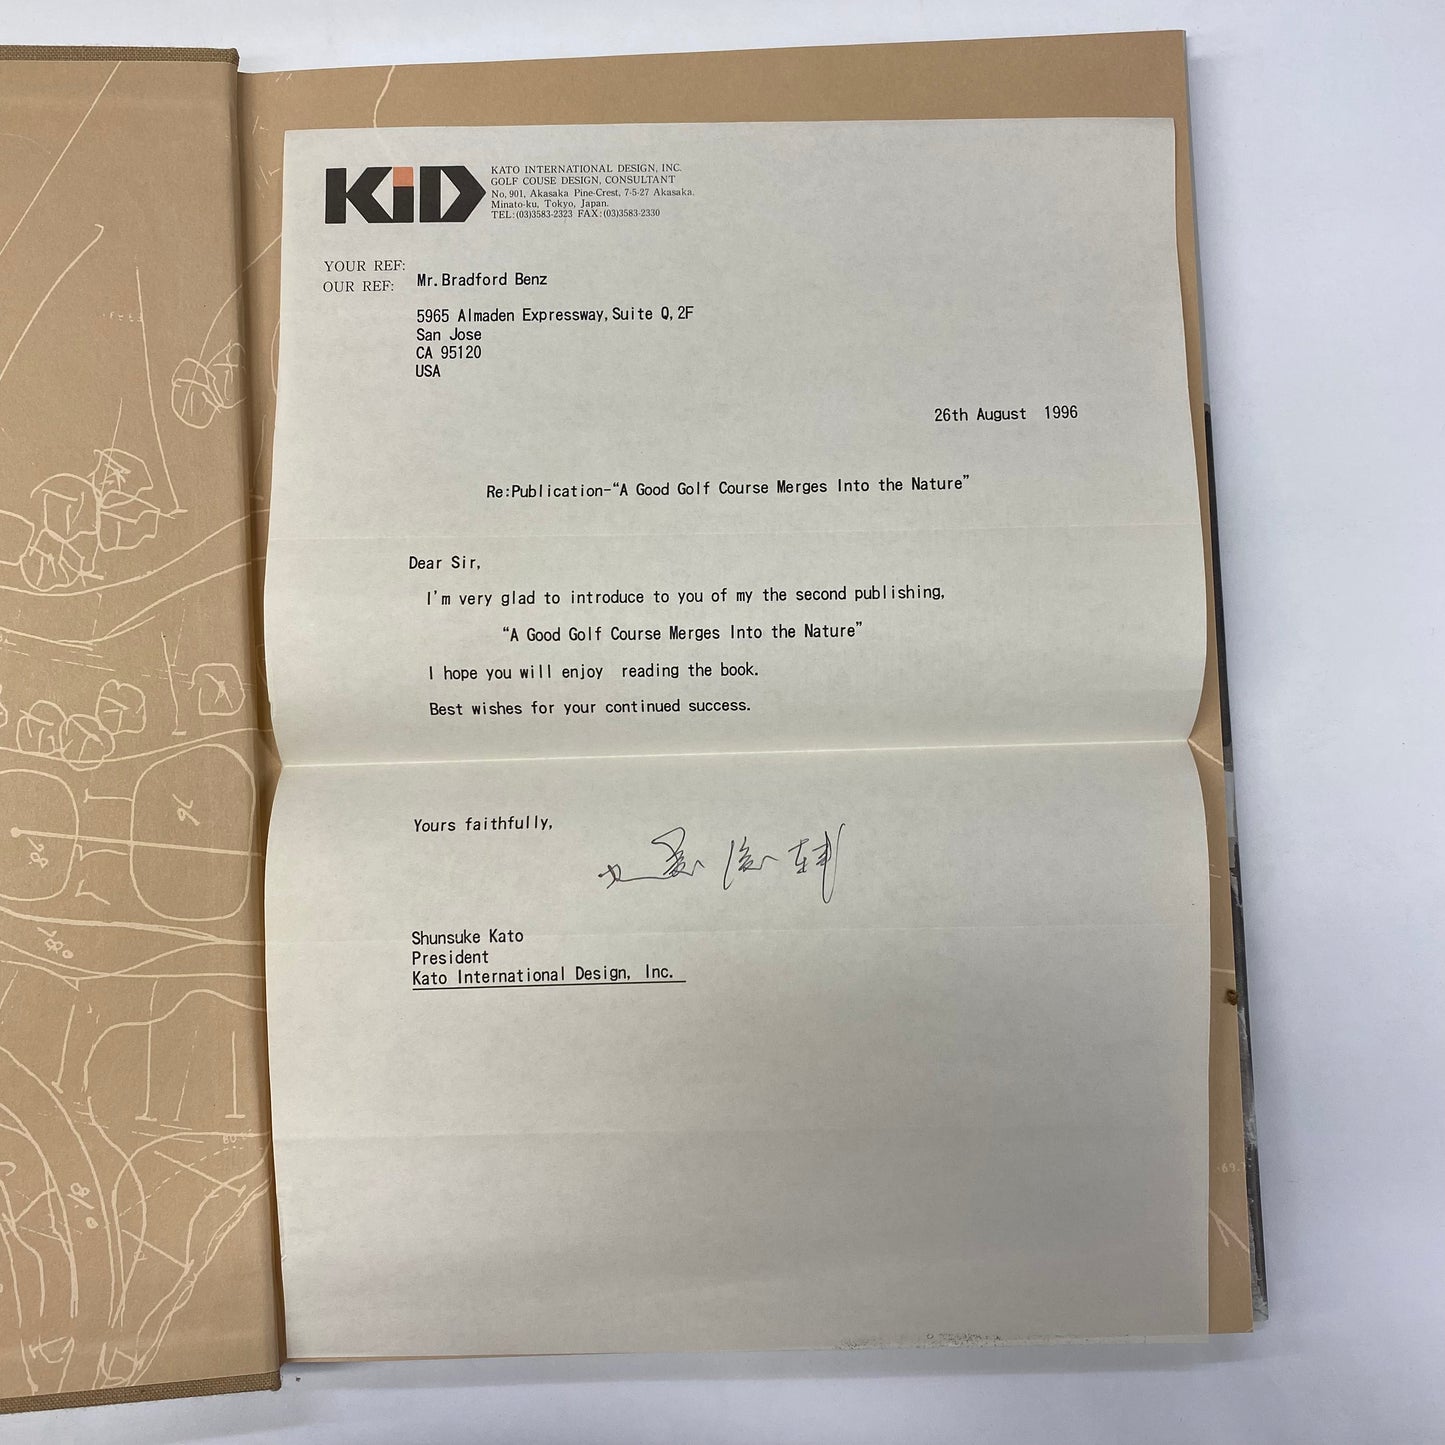 KiD
KATO INTERNATIONAL DESIGN, INC.
GOLF COUSE DESIGN, CONSULTANT
No, 901, Akasaka Pine-Crest, 7-5-27 Akasaka.
Minato-ku, Tokyo, Japan.
TEL:(03)3583-2323 FAX:(03)3583-2330
YOUR REF:
OUR REF:
Mr.Bradford Benz
5965 Almaden Expressway,Suite Q,2F
San Jose
CA 95120
USA
26th August 1996
Re:Publication-“A Good Golf Course Merges Into the Nature”
Dear Sir,
I'm very glad to introduce to you of my the second publishing,
“A Good Golf Course Merges Into the Nature”
I hope you will enjoy reading the book.
Best wishes for your continued success.
Yours faithfully,
Shunsuke Kato
President
Kato International Design, Inc.